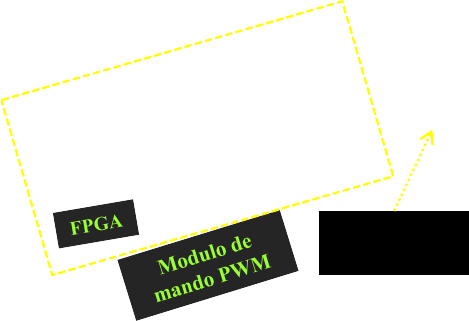 FPGA
Modulo de
mando PWM